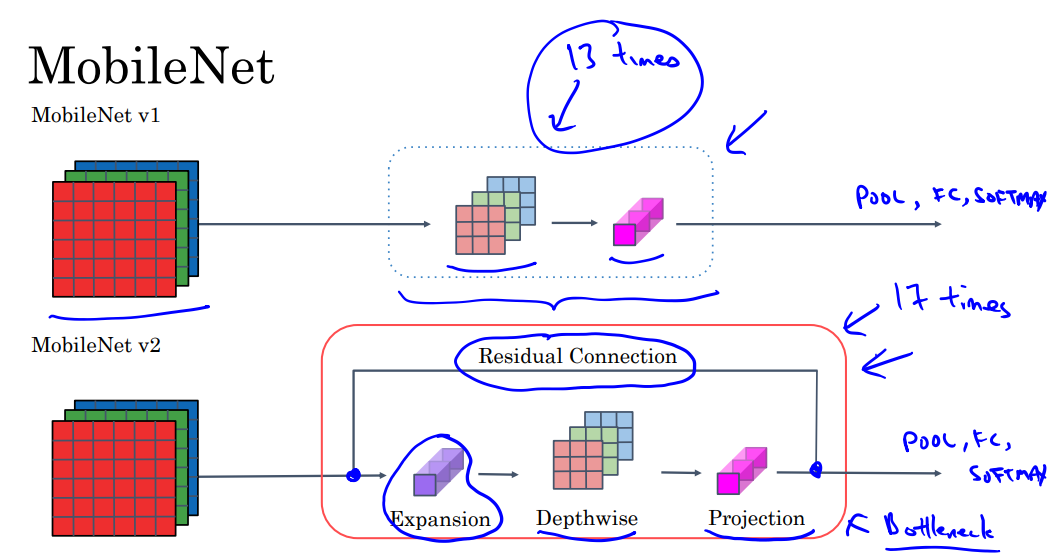 MobileNet
13 times
MobileNet v1
POOL, FC, SOFTMAX
17 times
MobileNet v2
Residual Connection
POOL, FC,
SOFTMAX
Expansion
Depthwise
Projection
Bottleneck